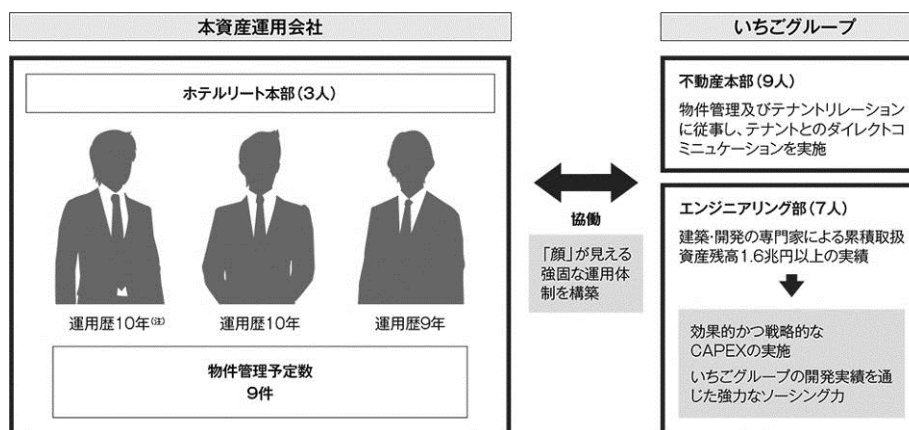 本資産運用会社
ホテルリート本部(3人)
運用歴10年(注)
運用歴10年
運用歴9年
物件管理予定数
9件
協働
「顔」が見える
強固な運用体
制を構築
いちごグループ
不動産本部(9人)
物件管理及びテナントリレーション
に従事し、テナントとのダイレクトコ
ミニュケーションを実施
エンジニアリング部(7人)
建築・開発の専門家による累積取扱
資産残高1.6兆円以上の実績
効果的かつ戦略的な
CAPEXの実施
いちごグループの開発実績を通
じた強力なソーシング力